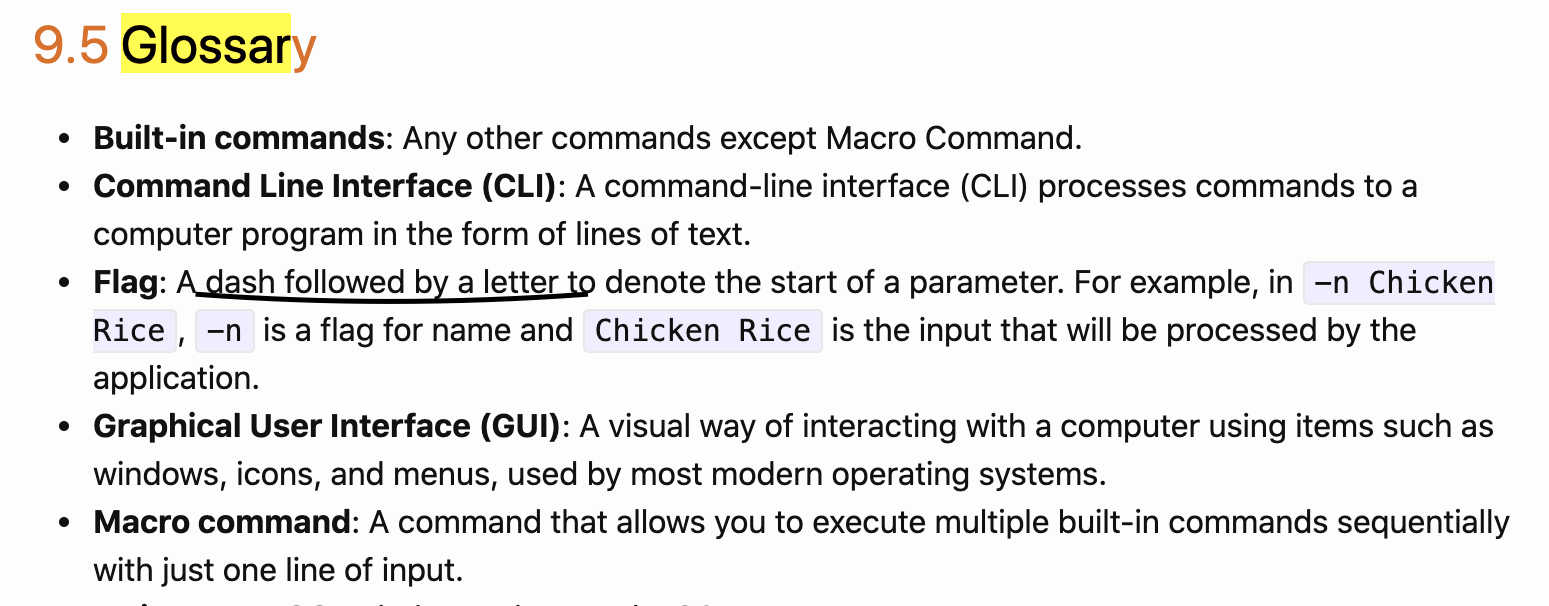 9.5 Glossary
• Built-in commands: Any other commands except Macro Command.
• Command Line Interface (CLI): A command-line interface (CLI) processes commands to a
computer program in the form of lines of text.
• Flag: A dash followed by a letter to denote the start of a parameter. For example, in –n Chicken
Rice, –n is a flag for name and Chicken Rice is the input that will be processed by the
application.
• Graphical User Interface (GUI): A visual way of interacting with a computer using items such as
windows, icons, and menus, used by most modern operating systems.
• Macro command: A command that allows you to execute multiple built-in commands sequentially
with just one line of input.